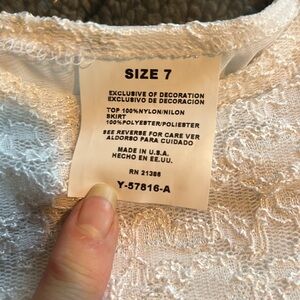 SIZE 7
EXCLUSIVE OF DECORATION
EXCLUSIVO DE DECORACION
TOP 100%NYLON/NILON
SKIRT
100%POLYESTER/POLIESTER
SEE REVERSE FOR CARE VER
ALDORSO PARA CUIDADO
MADE IN U.S.A.
HECHO EN EE.UU.
RN 21386
Y-57816-A